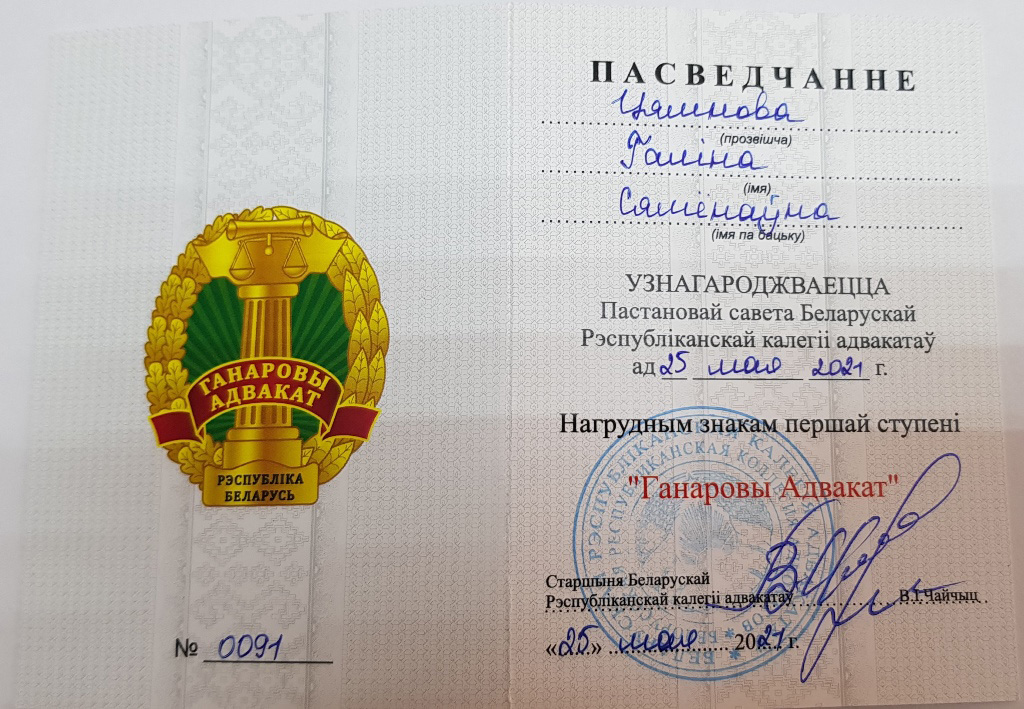 ГАНАРОВЫ
АДВАКАТ
РЭСПУБЛІКА
БЕЛАРУСЬ
№ 0091
ПАСВЕДЧАННЕ
Цялінова
(прозвішча)
Галіна
(імя)
Сямёнаўна
(імя па бацьку)
УЗНАГАРОДЖВАЕЦЦА
Пастановай савета Беларускай
Рэспубліканскай калегіі адвакатаў
ад 25 мая 2021 г.
Нагрудным знакам першай ступені
"Ганаровы Адвакат"
Старшыня Беларускай
Рэспубліканскай калегіі адвакатаў В.І.Чайчыц
«25» мая 2021 г.